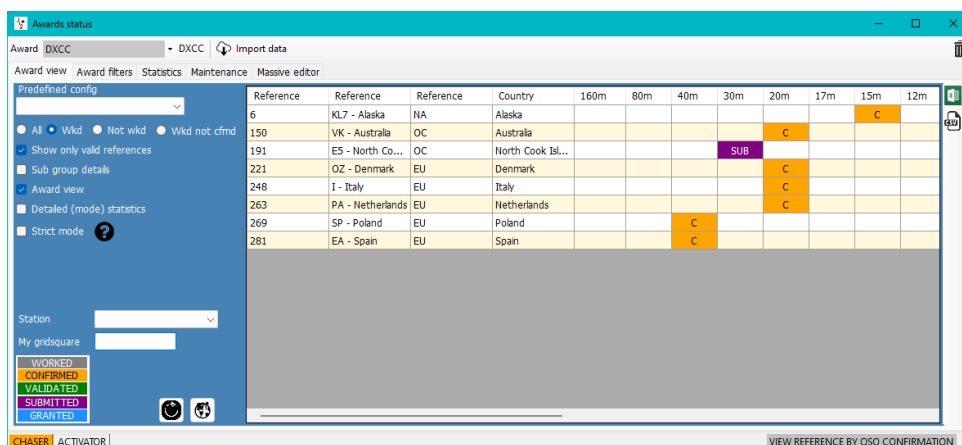 Awards status
Award DXCC DXCC Import data
Award view Award filters Statistics Maintenance Massive editor
Predefined config
All Wkd Not wkd Wkd not cfmd
Show only valid references
Sub group details
Award view
Detailed (mode) statistics
Strict mode ?
Station
My gridsquare
WORKED
CONFIRMED
VALIDATED
SUBMITTED
GRANTED
Reference Reference Reference Country 160m 80m 40m 30m 20m 17m 15m 12m
6 KL7 - Alaska NA Alaska C
150 VK - Australia OC Australia C
191 E5 - North Co... OC North Cook Isl... SUB
221 OZ - Denmark EU Denmark C
248 I - Italy EU Italy C
263 PA - Netherlands EU Netherlands C
269 SP - Poland EU Poland C
281 EA - Spain EU Spain C
CSV
CHASER ACTIVATOR VIEW REFERENCE BY QSO CONFIRMATION